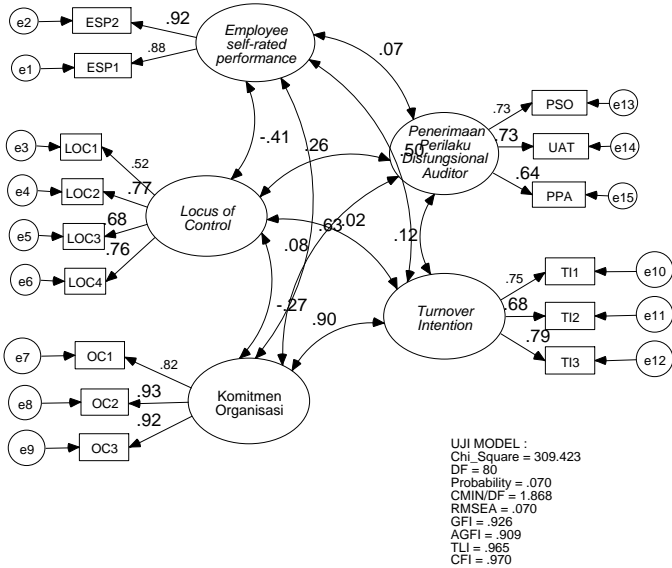 e2
ESP2
.92
Employee
self-rated
performance
e1
ESP1
.88
.07
-.41
.26
.50
Penerimaan
Perilaku
Disfungsional
Auditor
.73
PSO
e13
.73
UAT
e14
.64
PPA
e15
e3
LOC1
.52
e4
LOC2
.77
e5
LOC3
.68
e6
LOC4
.76
Locus of
Control
.63
.02
.12
.08
-.27
.90
Turnover
Intention
.75
TI1
e10
.68
TI2
e11
.79
TI3
e12
e7
OC1
.82
e8
OC2
.93
e9
OC3
.92
Komitmen
Organisasi
UJI MODEL :
Chi_Square = 309.423
DF = 80
Probability = .070
CMIN/DF = 1.868
RMSEA = .070
GFI = .926
AGFI = .909
TLI = .965
CFI = .970